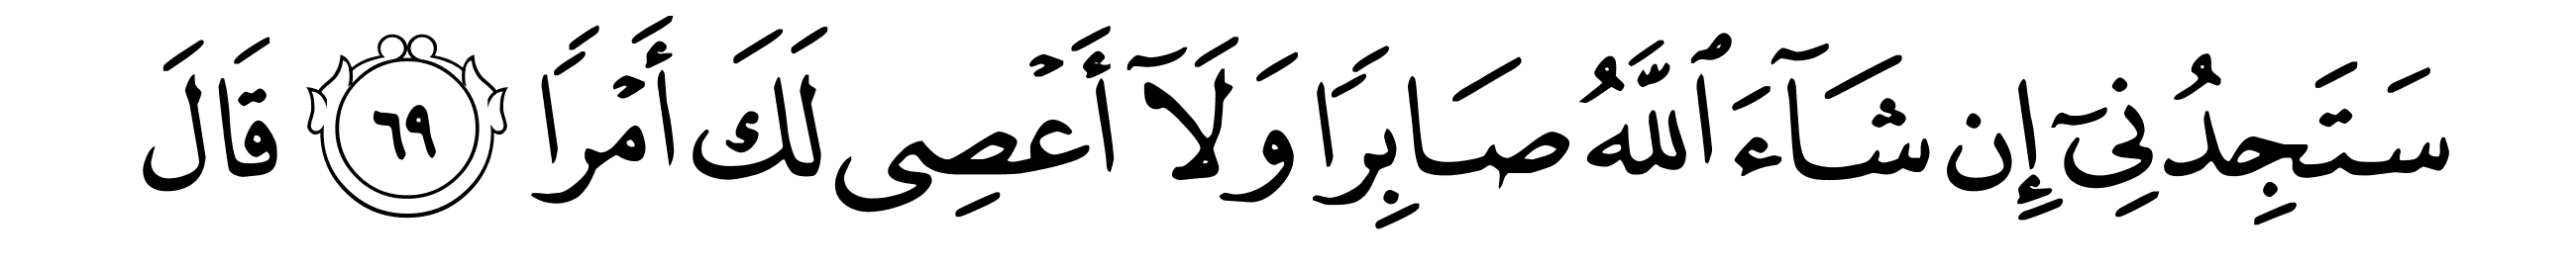 سَتَجِدُنِيٓ إِن شَآءَ ٱللَّهُ صَابِرًا وَلَآ أَعۡصِي لَكَ أَمۡرًا ٦٩ قَالَ